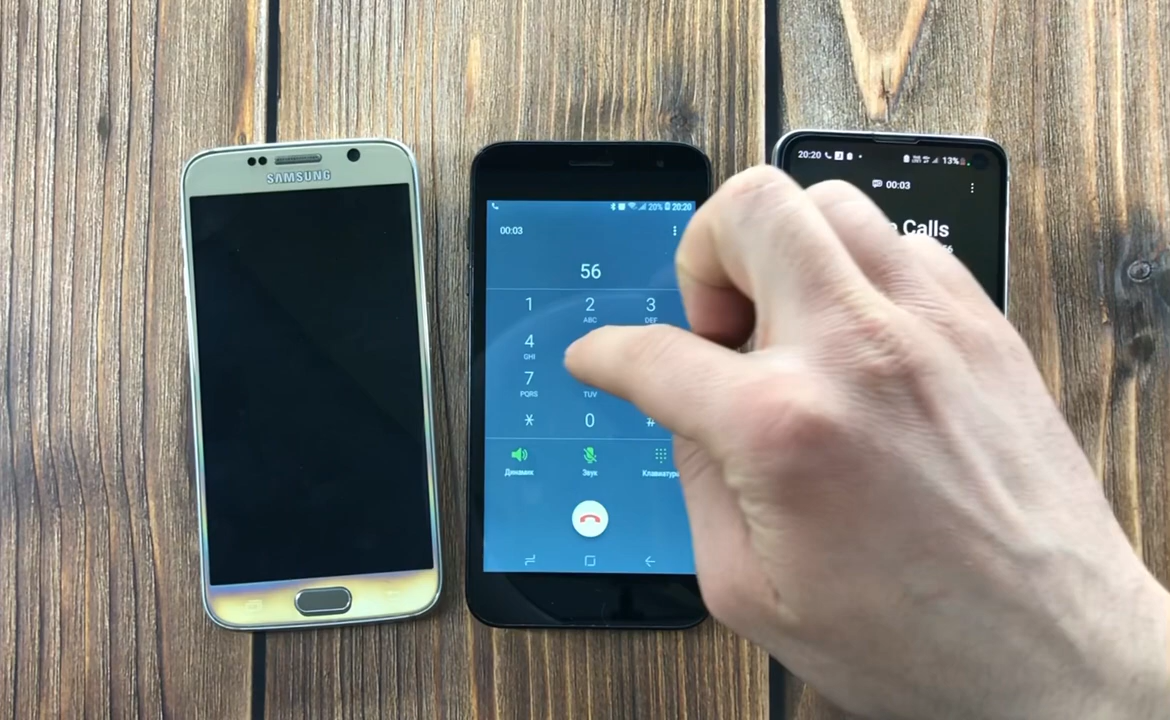 SAMSUNG
20% 20:20
00:03
56
1 2 3
ABC DEF
4
GHI
7
PQRS TUV
* 0 #
Динамик Звук Клавиатура
20:20 13%
HD 00:03
Calls